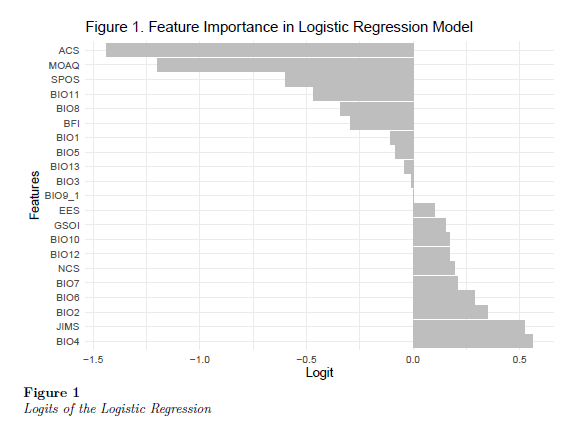 Figure 1. Feature Importance in Logistic Regression Model
ACS
MOAQ
SPOS
BIO11
BIO8
BFI
BIO1
BIO5
BIO13
BIO3
BIO9_1
EES
GSOI
BIO10
BIO12
NCS
BIO7
BIO6
BIO2
JIMS
BIO4
Features
−1.5 −1.0 −0.5 0.0 0.5
Logit
Figure 1
Logits of the Logistic Regression